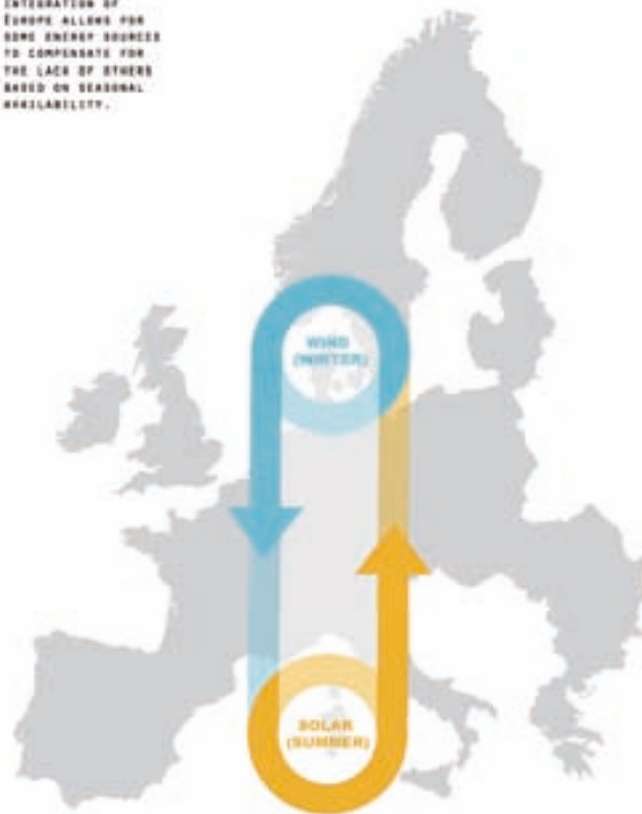 INTEGRATION OF
EUROPE ALLOWS FOR
SOME ENERGY SOURCES
TO COMPENSATE FOR
THE LACK OF OTHERS
BASED ON SEASONAL
AVAILABILITY.
WIND
(WINTER)
SOLAR
(SUMMER)